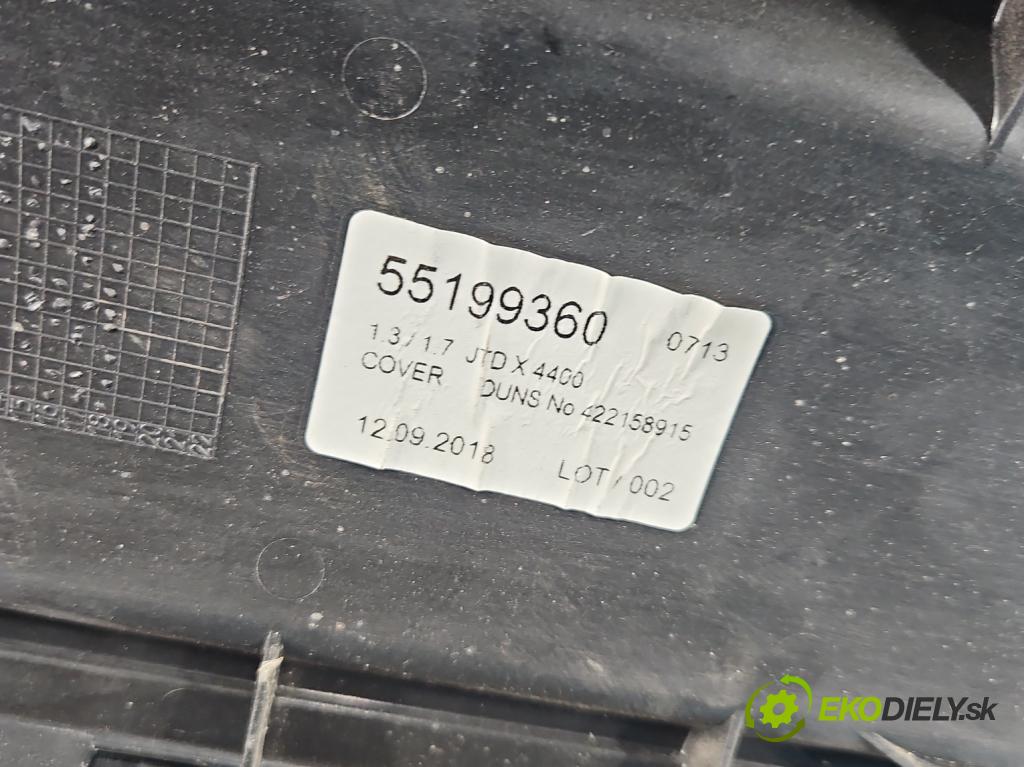 55199360 0713
1.3 / 1.7 JTD X 4400
COVER DUNS No 422158915
12.09.2018 LOT / 002
EKODIELY.sk